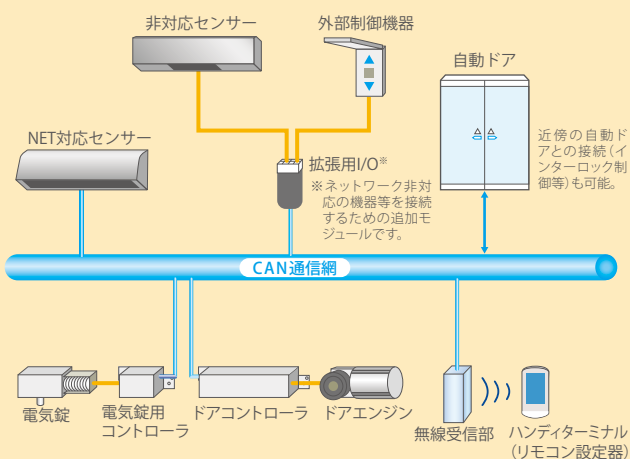 非対応センサー
外部制御機器
自動ドア
NET対応センサー
近傍の自動ド
アとの接続(イ
ンターロック制
御等)も可能。
拡張用I/O※
※ネットワーク非対
応の機器等を接続
するための追加モ
ジュールです。
CAN通信網
電気錠
電気錠用
コントローラ
ドアコントローラ
ドアエンジン
無線受信部
ハンディターミナル
(リモコン設定器)